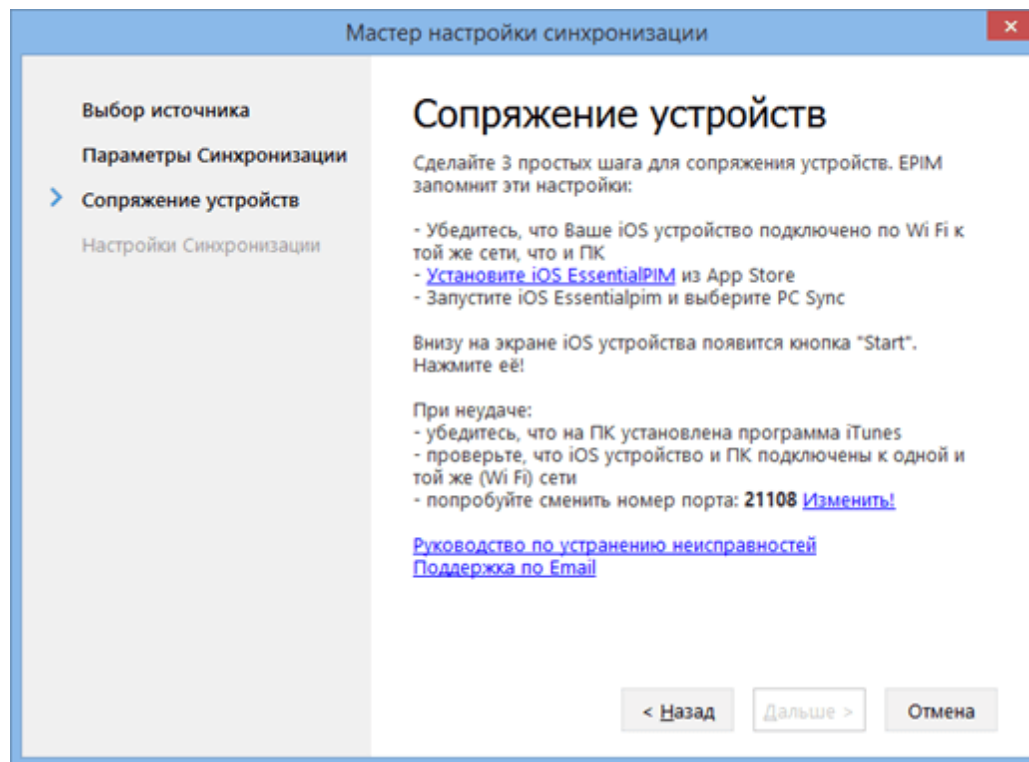 Мастер настройки синхронизации
Выбор источника
Параметры Синхронизации
Сопряжение устройств
Настройки Синхронизации
Сопряжение устройств
Сделайте 3 простых шага для сопряжения устройств. EPIM
запомнит эти настройки:
- Убедитесь, что Ваше iOS устройство подключено по Wi Fi к
той же сети, что и ПК
- Установите iOS EssentialPIM из App Store
- Запустите iOS Essentialpim и выберите PC Sync
Внизу на экране iOS устройства появится кнопка "Start".
Нажмите её!
При неудаче:
- убедитесь, что на ПК установлена программа iTunes
- проверьте, что iOS устройство и ПК подключены к одной и
той же (Wi Fi) сети
- попробуйте сменить номер порта: 21108 Изменить!
Руководство по устранению неисправностей
Поддержка по Email
< Назад
Дальше >
Отмена